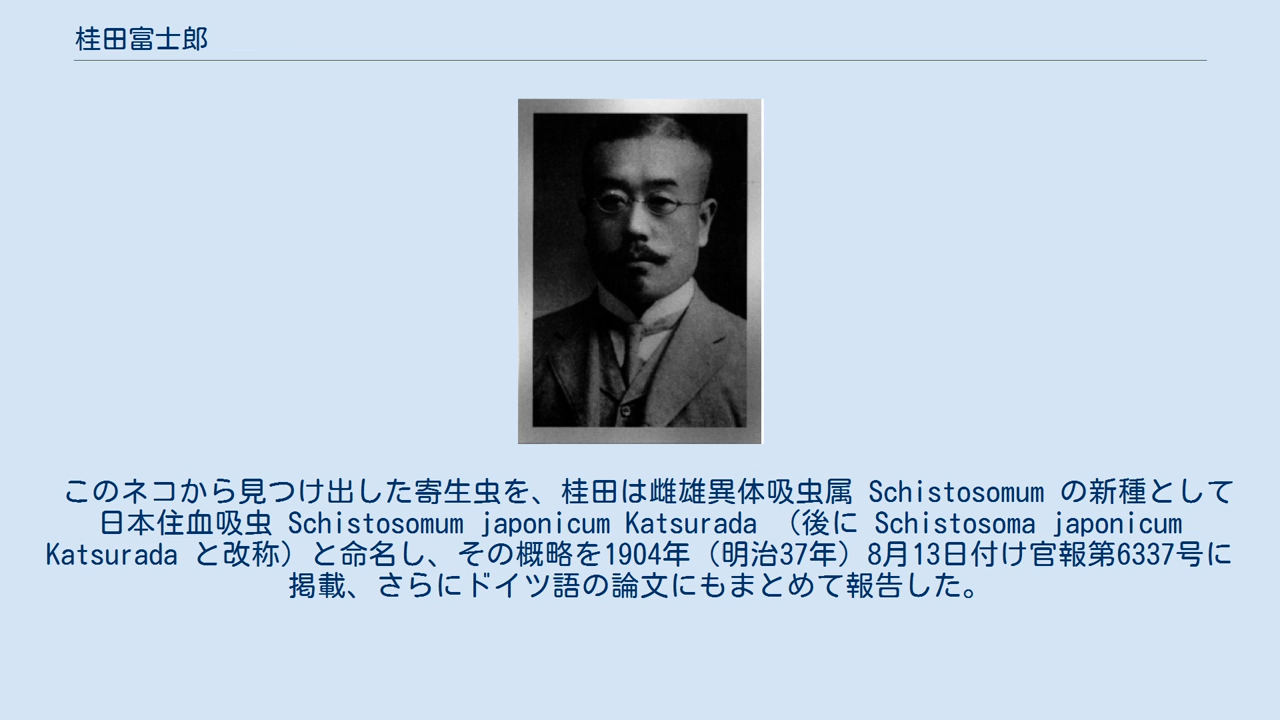 桂田富士郎
このネコから見つけ出した寄生虫を、桂田は雌雄異体吸虫属 Schistosomum の新種として
日本住血吸虫 Schistosomum japonicum Katsurada （後に Schistosoma japonicum
Katsurada と改称）と命名し、その概略を1904年（明治37年）8月13日付け官報第6337号に
掲載、さらにドイツ語の論文にもまとめて報告した。